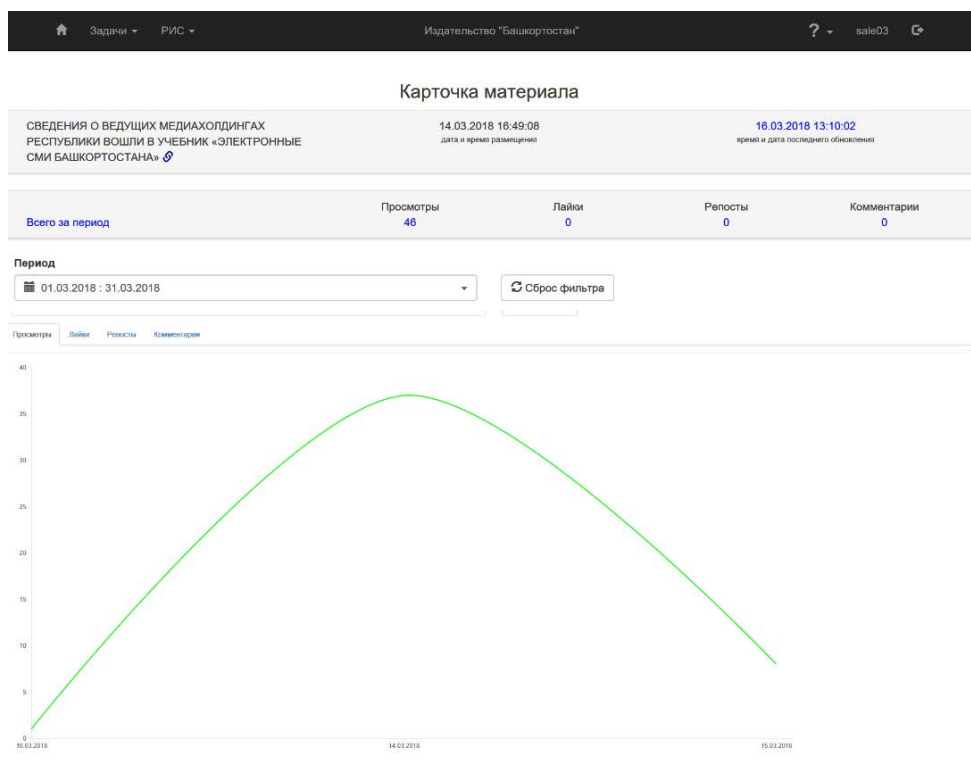 Задачи РИС Издательство "Башкортостан" ? sale03
Карточка материала
СВЕДЕНИЯ О ВЕДУЩИХ МЕДИАХОЛДИНГАХ
РЕСПУБЛИКИ ВОШЛИ В УЧЕБНИК «ЭЛЕКТРОННЫЕ
СМИ БАШКОРТОСТАНА»
14.03.2018 16:49:08
дата и время размещения
16.03.2018 13:10:02
время и дата последнего обновления
Просмотры Лайки Репосты Комментарии
Всего за период 46 0 0 0
Период
01.03.2018 : 31.03.2018 Сброс фильтра
Просмотры Лайки Репосты Комментарии
40
35
30
25
20
15
10
5
0
16.03.2018 14.03.2018 15.03.2018